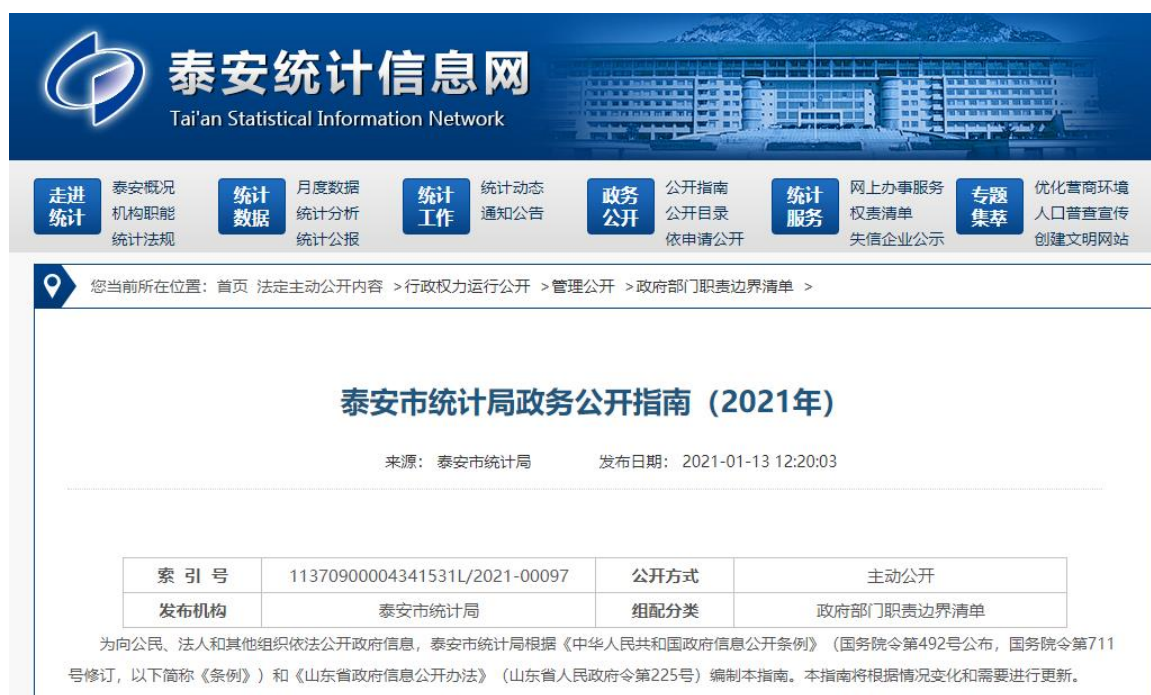 泰安统计信息网
Tai'an Statistical Information Network
走进统计 泰安概况 机构职能 统计法规
统计数据 月度数据 统计分析 统计公报
统计工作 统计动态 通知公告
政务公开 公开指南 公开目录 依申请公开
统计服务 网上办事服务 权责清单 失信企业公示
专题集萃 优化营商环境 人口普查宣传 创建文明网站
您当前所在位置：首页 法定主动公开内容 >行政权力运行公开 >管理公开 >政府部门职责边界清单 >
泰安市统计局政务公开指南（2021年）
来源： 泰安市统计局 发布日期： 2021-01-13 12:20:03
索 引 号 11370900004341531L/2021-00097 公开方式 主动公开
发布机构 泰安市统计局 组配分类 政府部门职责边界清单
为向公民、法人和其他组织依法公开政府信息，泰安市统计局根据《中华人民共和国政府信息公开条例》（国务院令第492号公布，国务院令第711
号修订，以下简称《条例》）和《山东省政府信息公开办法》（山东省人民政府令第225号）编制本指南。本指南将根据情况变化和需要进行更新。